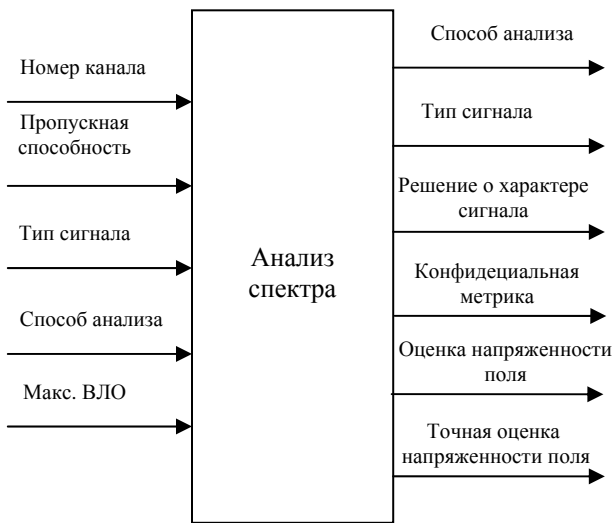 Номер канала
Пропускная
способность
Тип сигнала
Способ анализа
Макс. ВЛО
Анализ
спектра
Способ анализа
Тип сигнала
Решение о характере
сигнала
Конфидециальная
метрика
Оценка напряженности
поля
Точная оценка
напряженности поля